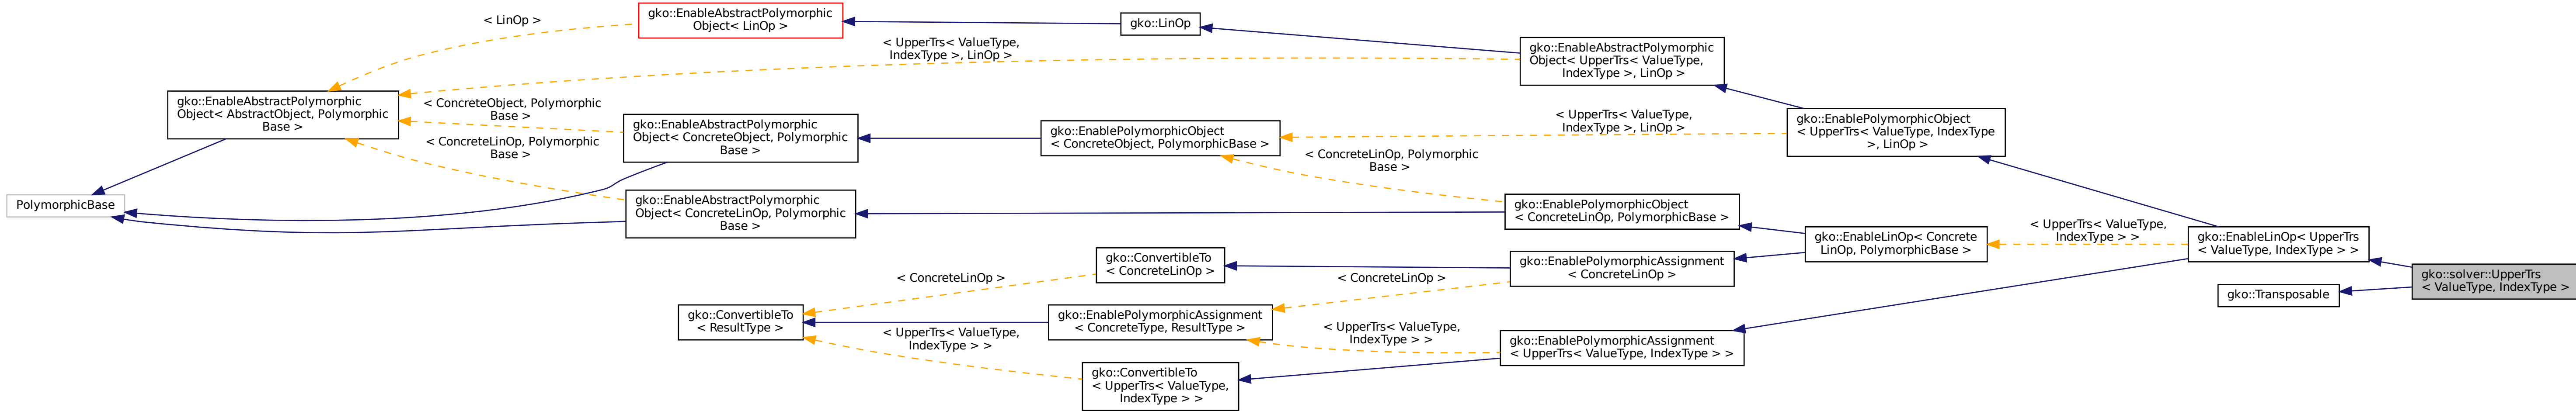 gko::EnableAbstractPolymorphic
Object< LinOp >
< LinOp >
gko::LinOp
< UpperTrs< ValueType,
IndexType >, LinOp >
gko::EnableAbstractPolymorphic
Object< UpperTrs< ValueType,
IndexType >, LinOp >
gko::EnableAbstractPolymorphic
Object< AbstractObject, Polymorphic
Base >
< ConcreteObject, Polymorphic
Base >
gko::EnableAbstractPolymorphic
Object< ConcreteObject, Polymorphic
Base >
gko::EnablePolymorphicObject
< ConcreteObject, PolymorphicBase >
< UpperTrs< ValueType,
IndexType >, LinOp >
gko::EnablePolymorphicObject
< UpperTrs< ValueType, IndexType
>, LinOp >
< ConcreteLinOp, Polymorphic
Base >
< ConcreteLinOp, Polymorphic
Base >
PolymorphicBase
gko::EnableAbstractPolymorphic
Object< ConcreteLinOp, Polymorphic
Base >
gko::EnablePolymorphicObject
< ConcreteLinOp, PolymorphicBase >
gko::EnableLinOp< Concrete
LinOp, PolymorphicBase >
< UpperTrs< ValueType,
IndexType > >
gko::EnableLinOp< UpperTrs
< ValueType, IndexType > >
gko::solver::UpperTrs
< ValueType, IndexType >
gko::Transposable
gko::ConvertibleTo
< ConcreteLinOp >
gko::EnablePolymorphicAssignment
< ConcreteLinOp >
< ConcreteLinOp >
< ConcreteLinOp >
gko::ConvertibleTo
< ResultType >
gko::EnablePolymorphicAssignment
< ConcreteType, ResultType >
< UpperTrs< ValueType,
IndexType > >
< UpperTrs< ValueType,
IndexType > >
gko::EnablePolymorphicAssignment
< UpperTrs< ValueType, IndexType > >
gko::ConvertibleTo
< UpperTrs< ValueType,
IndexType > >